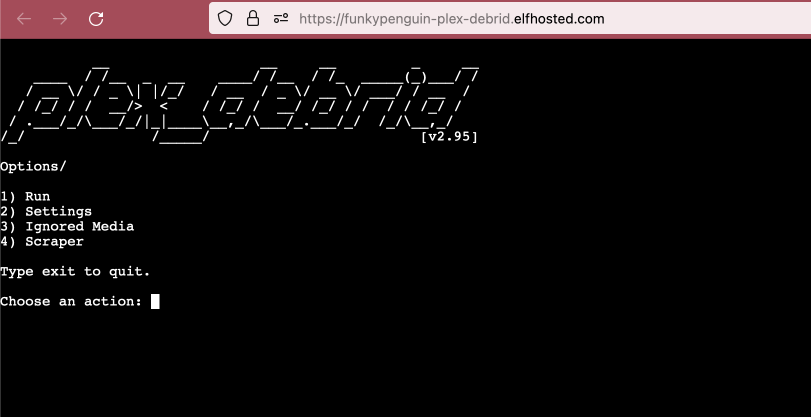 https://funkypenguin-plex-debrid.elfhosted.com
plex_debrid
[v2.95]
Options/
1) Run
2) Settings
3) Ignored Media
4) Scraper
Type exit to quit.
Choose an action: